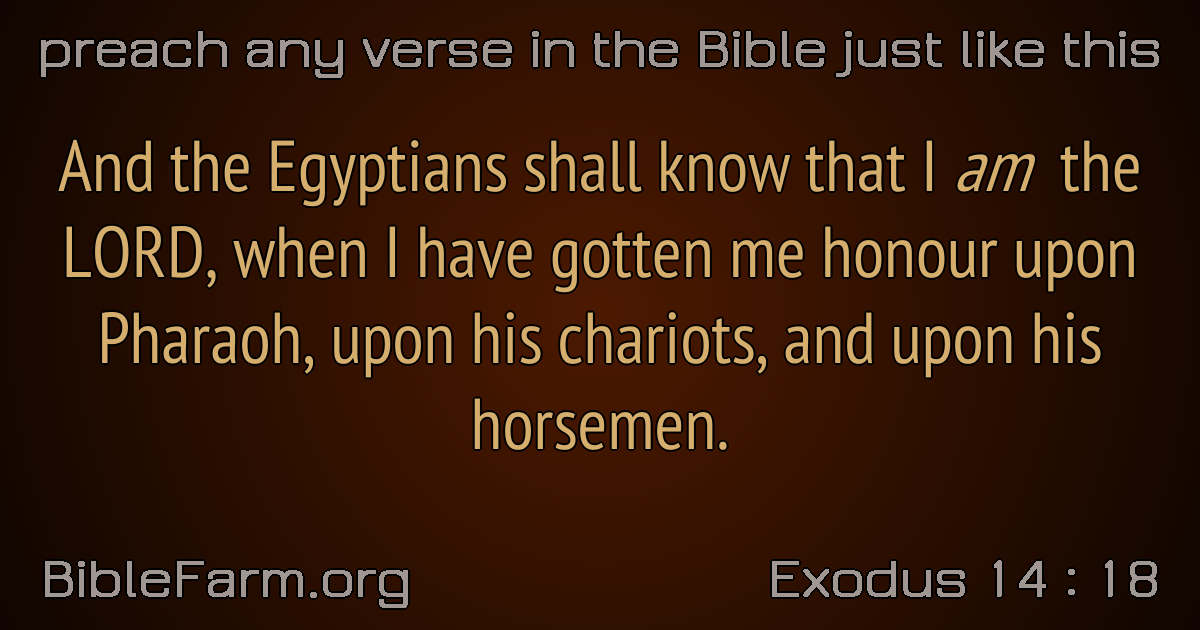 preach any verse in the Bible just like this
And the Egyptians shall know that I am the
LORD, when I have gotten me honour upon
Pharaoh, upon his chariots, and upon his
horsemen.
BibleFarm.org
Exodus 14 : 18